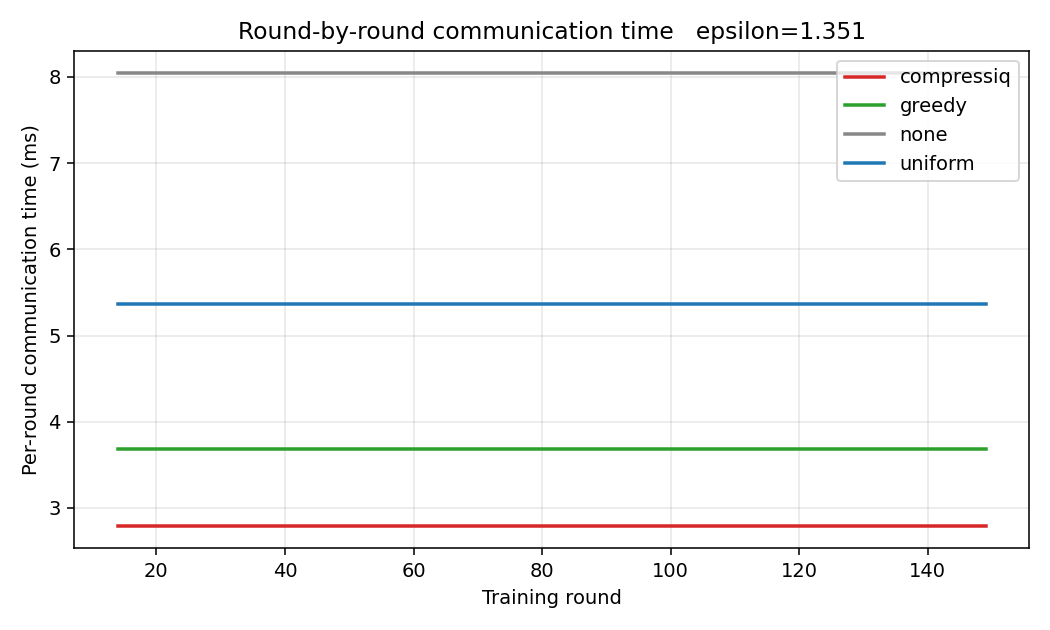 Round-by-round communication time   epsilon=1.351
Per-round communication time (ms)
8
7
6
5
4
3
compressiq
greedy
none
uniform
20 40 60 80 100 120 140
Training round